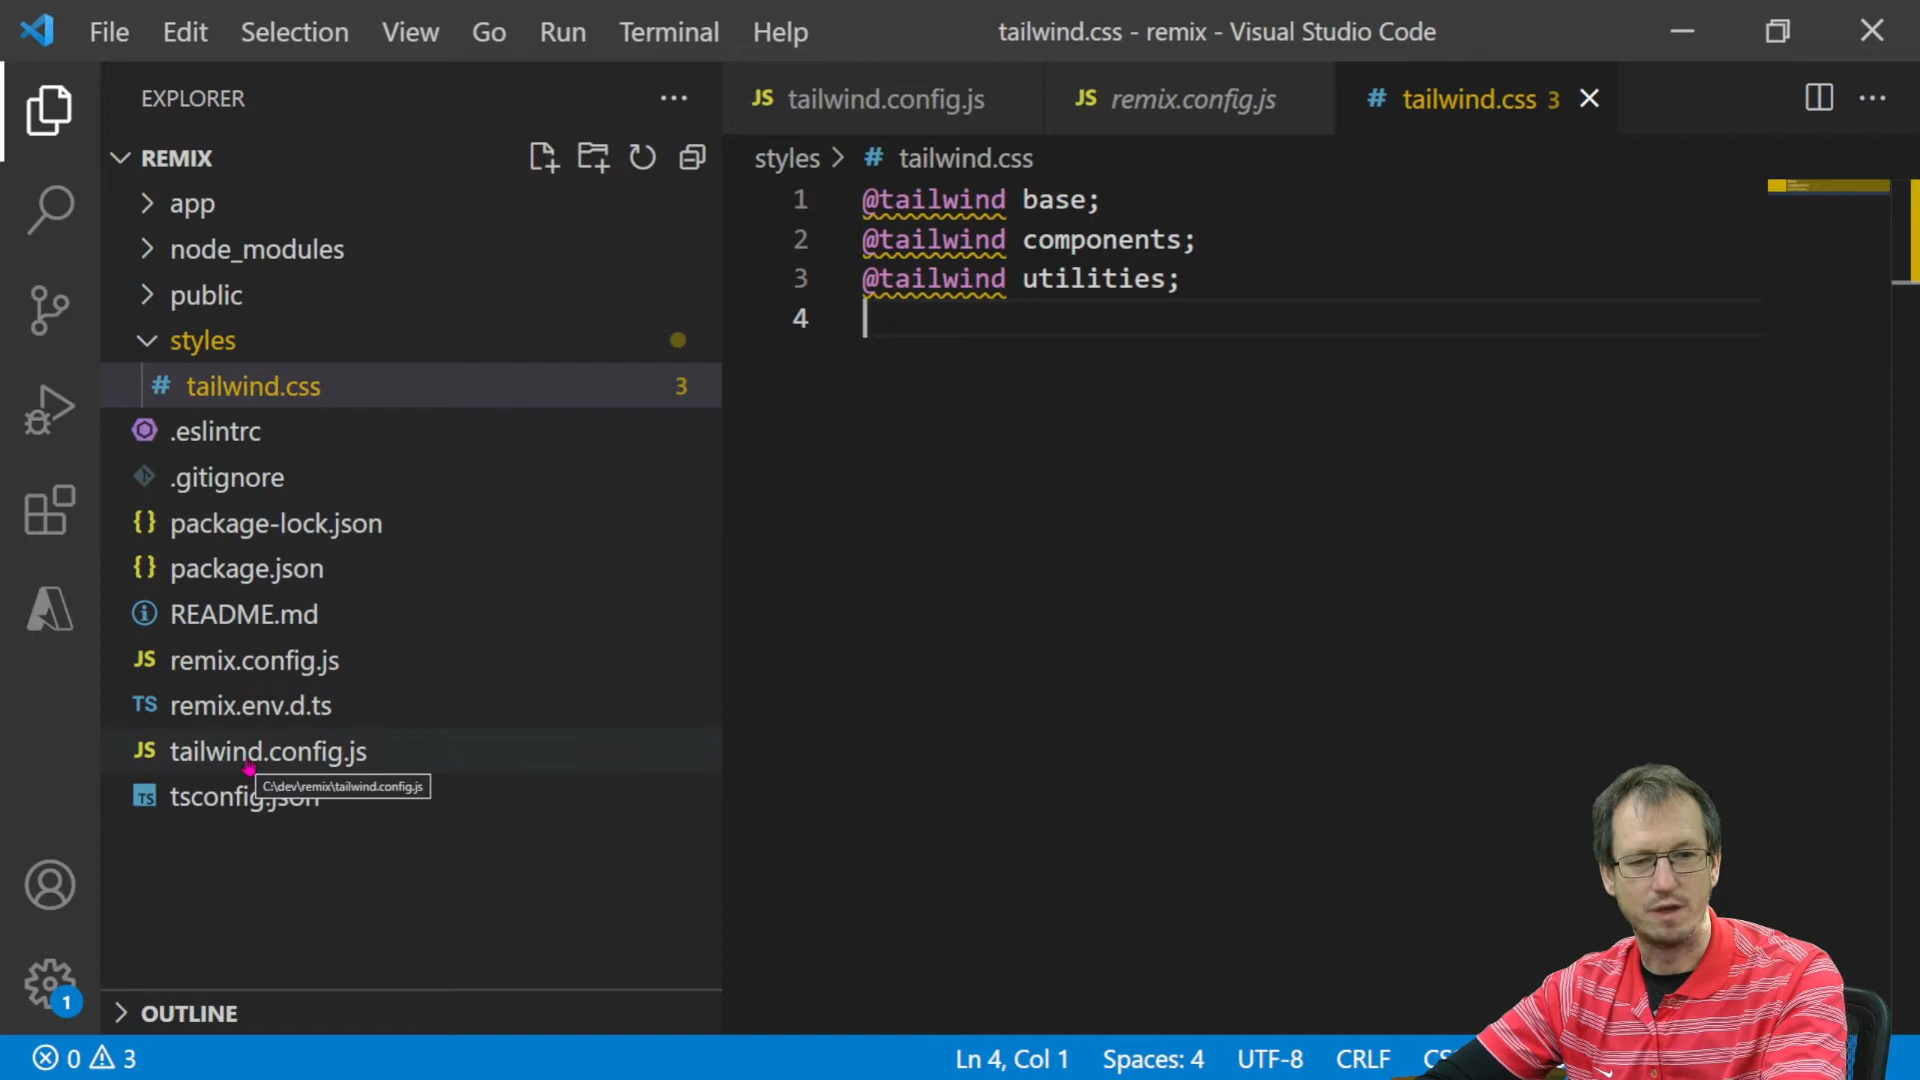 File Edit Selection View Go Run Terminal Help tailwind.css - remix - Visual Studio Code
EXPLORER
REMIX
app
node_modules
public
styles
# tailwind.css 3
.eslintrc
.gitignore
{} package-lock.json
{} package.json
README.md
JS remix.config.js
TS remix.env.d.ts
JS tailwind.config.js
C:\dev\remix\tailwind.config.js
TS tsconfig.json
OUTLINE
1
JS tailwind.config.js JS remix.config.js # tailwind.css 3
styles > # tailwind.css
1 @tailwind base;
2 @tailwind components;
3 @tailwind utilities;
4
0 3 Ln 4, Col 1 Spaces: 4 UTF-8 CRLF